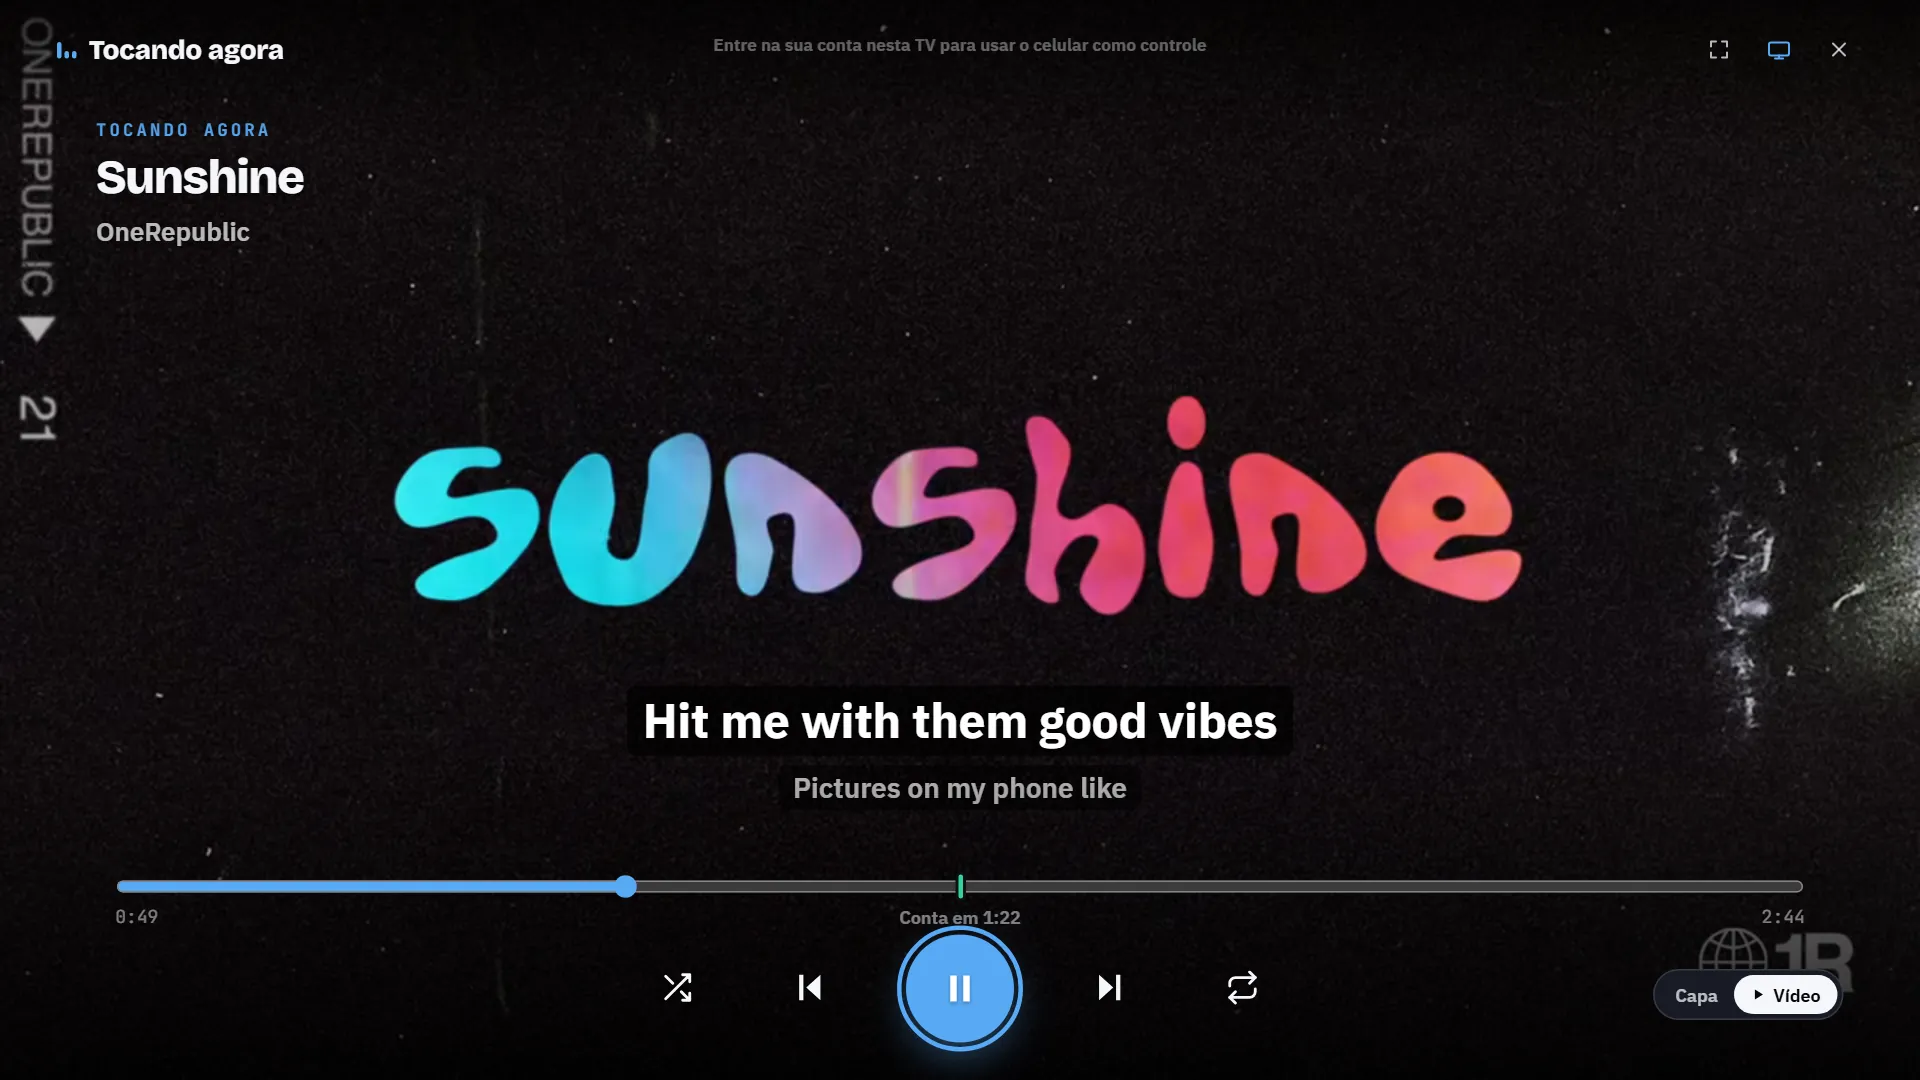 Tocando agora
Entre na sua conta nesta TV para usar o celular como controle
ONEREPUBLIC
21
TOCANDO AGORA
Sunshine
OneRepublic
sunshine
Hit me with them good vibes
Pictures on my phone like
0:49
Conta em 1:22
2:44
1R
Capa
Vídeo